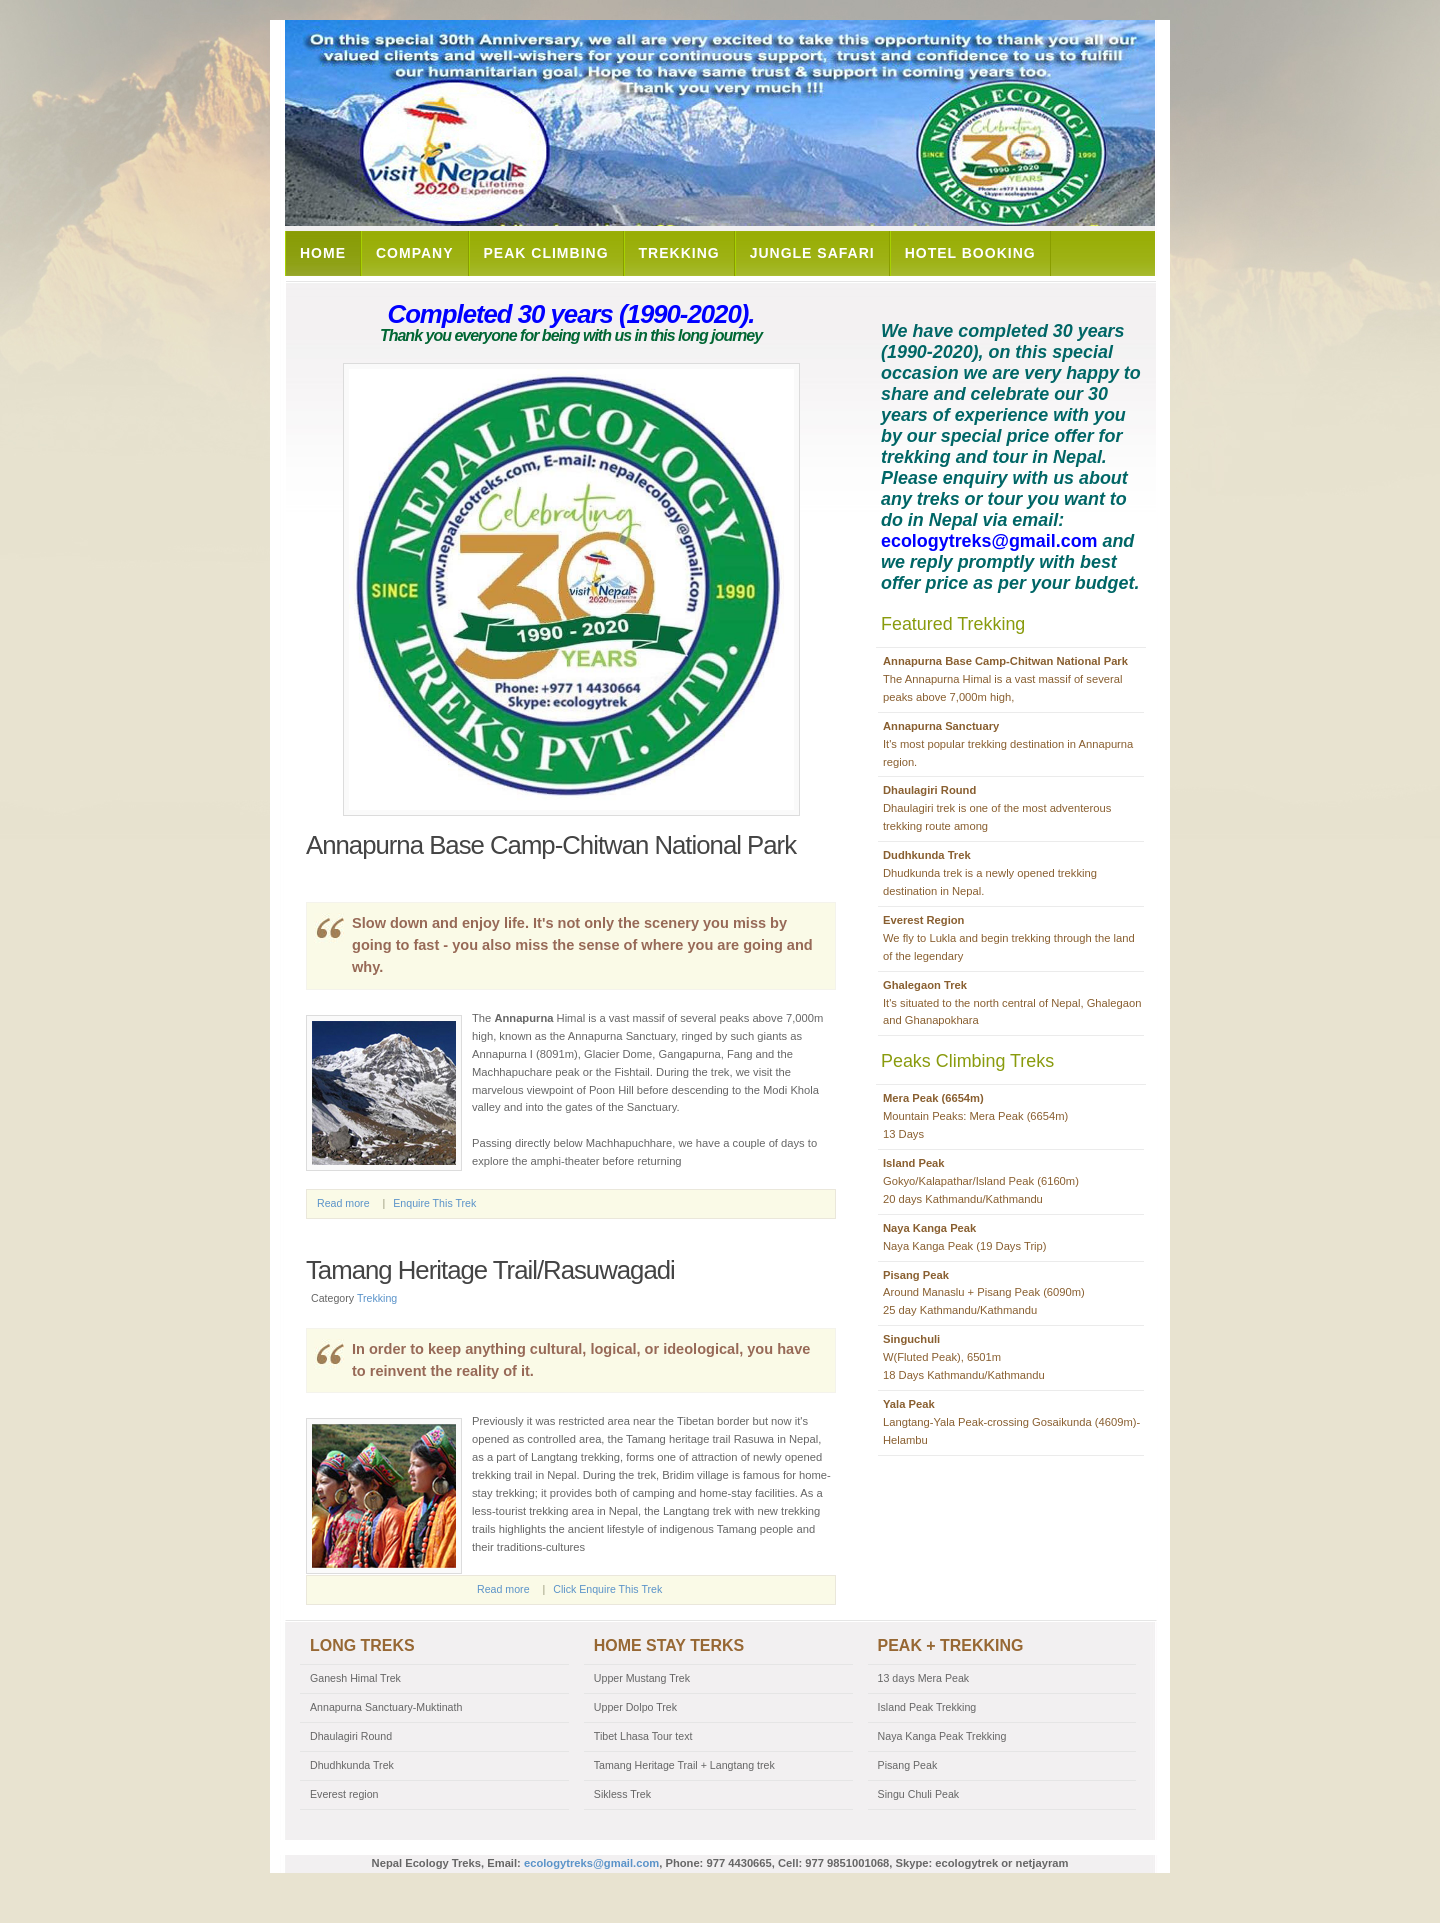 On this special 30th Anniversary, we all are very excited to take this opportunity to thank you all our
valued clients and well-wishers for your continuous support, trust and confidence to us to fulfill
our humanitarian goal. Hope to have same trust & support in coming years too.
Thank you very much !!!
visit Nepal
2020 Lifetime
Experiences
NEPAL ECOLOGY
TREKS PVT. LTD.
Celebrating
SINCE 30 1990
1990 - 2020
YEARS
Phone: +977 1 4430664
Skype: ecologytrek
HOME
COMPANY
PEAK CLIMBING
TREKKING
JUNGLE SAFARI
HOTEL BOOKING
Completed 30 years (1990-2020).
Thank you everyone for being with us in this long journey
NEPAL ECOLOGY
www.nepalecotreks.com, E-mail: nepalecology@gmail.com
Celebrating
SINCE 30 1990
visit Nepal
2020 Lifetime
Experiences
1990 - 2020
YEARS
Phone: +977 1 4430664
Skype: ecologytrek
TREKS PVT. LTD.
Annapurna Base Camp-Chitwan National Park
Slow down and enjoy life. It's not only the scenery you miss by
going to fast - you also miss the sense of where you are going and
why.
The Annapurna Himal is a vast massif of several peaks above 7,000m
high, known as the Annapurna Sanctuary, ringed by such giants as
Annapurna I (8091m), Glacier Dome, Gangapurna, Fang and the
Machhapuchare peak or the Fishtail. During the trek, we visit the
marvelous viewpoint of Poon Hill before descending to the Modi Khola
valley and into the gates of the Sanctuary.
Passing directly below Machhapuchhare, we have a couple of days to
explore the amphi-theater before returning
Read more | Enquire This Trek
Tamang Heritage Trail/Rasuwagadi
Category Trekking
In order to keep anything cultural, logical, or ideological, you have
to reinvent the reality of it.
Previously it was restricted area near the Tibetan border but now it's
opened as controlled area, the Tamang heritage trail Rasuwa in Nepal,
as a part of Langtang trekking, forms one of attraction of newly opened
trekking trail in Nepal. During the trek, Bridim village is famous for home-
stay trekking; it provides both of camping and home-stay facilities. As a
less-tourist trekking area in Nepal, the Langtang trek with new trekking
trails highlights the ancient lifestyle of indigenous Tamang people and
their traditions-cultures
Read more | Click Enquire This Trek
We have completed 30 years
(1990-2020), on this special
occasion we are very happy to
share and celebrate our 30
years of experience with you
by our special price offer for
trekking and tour in Nepal.
Please enquiry with us about
any treks or tour you want to
do in Nepal via email:
ecologytreks@gmail.com and
we reply promptly with best
offer price as per your budget.
Featured Trekking
Annapurna Base Camp-Chitwan National Park
The Annapurna Himal is a vast massif of several
peaks above 7,000m high,
Annapurna Sanctuary
It's most popular trekking destination in Annapurna
region.
Dhaulagiri Round
Dhaulagiri trek is one of the most adventerous
trekking route among
Dudhkunda Trek
Dhudkunda trek is a newly opened trekking
destination in Nepal.
Everest Region
We fly to Lukla and begin trekking through the land
of the legendary
Ghalegaon Trek
It's situated to the north central of Nepal, Ghalegaon
and Ghanapokhara
Peaks Climbing Treks
Mera Peak (6654m)
Mountain Peaks: Mera Peak (6654m)
13 Days
Island Peak
Gokyo/Kalapathar/Island Peak (6160m)
20 days Kathmandu/Kathmandu
Naya Kanga Peak
Naya Kanga Peak (19 Days Trip)
Pisang Peak
Around Manaslu + Pisang Peak (6090m)
25 day Kathmandu/Kathmandu
Singuchuli
W(Fluted Peak), 6501m
18 Days Kathmandu/Kathmandu
Yala Peak
Langtang-Yala Peak-crossing Gosaikunda (4609m)-
Helambu
LONG TREKS
Ganesh Himal Trek
Annapurna Sanctuary-Muktinath
Dhaulagiri Round
Dhudhkunda Trek
Everest region
HOME STAY TERKS
Upper Mustang Trek
Upper Dolpo Trek
Tibet Lhasa Tour text
Tamang Heritage Trail + Langtang trek
Sikless Trek
PEAK + TREKKING
13 days Mera Peak
Island Peak Trekking
Naya Kanga Peak Trekking
Pisang Peak
Singu Chuli Peak
Nepal Ecology Treks, Email: ecologytreks@gmail.com, Phone: 977 4430665, Cell: 977 9851001068, Skype: ecologytrek or netjayram